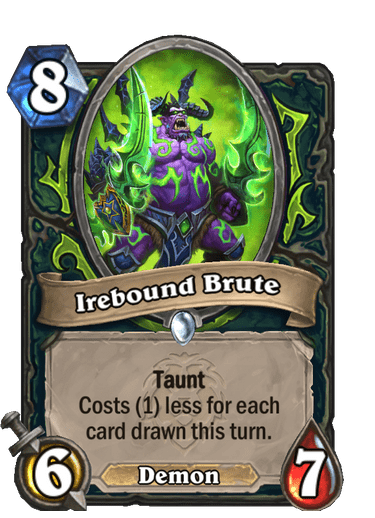 8
Irebound Brute
Taunt
Costs (1) less for each
card drawn this turn.
6
Demon
7